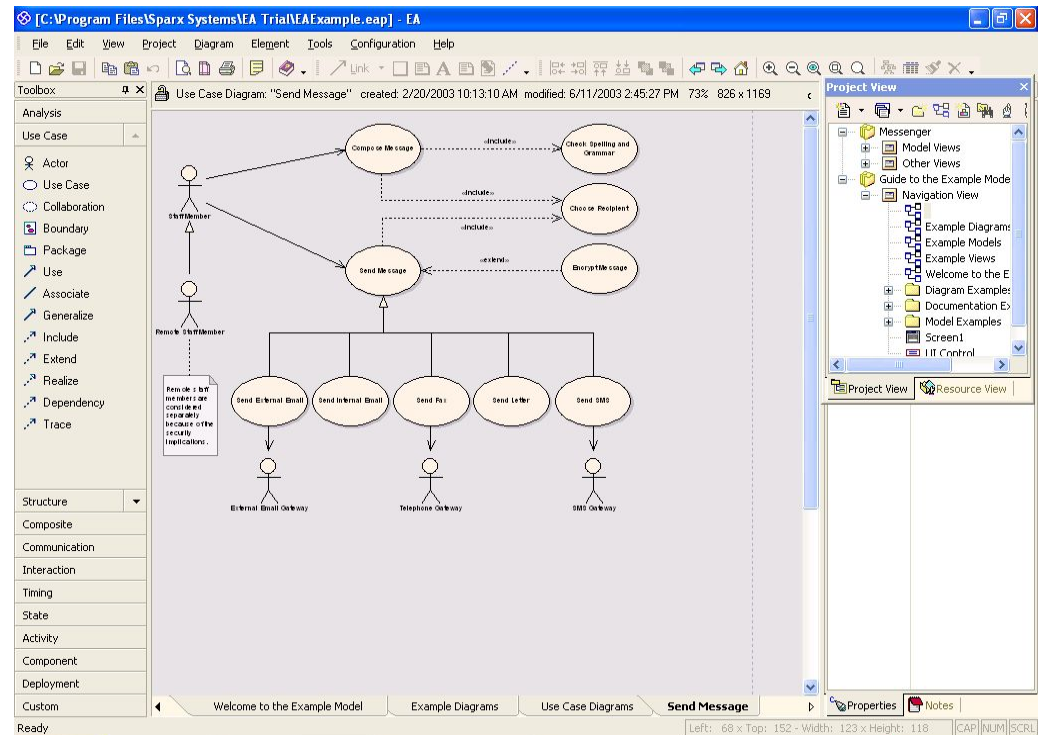 [C:\Program Files\Sparx Systems\EA Trial\EAExample.eap] - EA
File Edit View Project Diagram Element Tools Configuration Help
Link
Toolbox
Use Case Diagram: "Send Message" created: 2/20/2003 10:13:10 AM modified: 6/11/2003 2:45:27 PM 73% 826 x 1169
Analysis
Use Case
Actor
Use Case
Collaboration
Boundary
Package
Use
Associate
Generalize
Include
Extend
Realize
Dependency
Trace
Structure
Composite
Communication
Interaction
Timing
State
Activity
Component
Deployment
Custom
Compose Message
«include»
Check Spelling and
Grammar
Staff Member
«include»
Choose Recipient
«include»
Send Message
«extend»
Encrypt Message
Remote Staff Member
Remote staff
members are
considered
separately
because of the
security
implications.
Send External Email
Send Internal Email
Send Fax
Send Letter
Send SMS
External Email Gateway
Telephone Gateway
SMS Gateway
Project View
Messenger
Model Views
Other Views
Guide to the Example Mode
Navigation View
Example Diagrams
Example Models
Example Views
Welcome to the E
Diagram Examples
Documentation Ex
Model Examples
Screen1
UI Control
Project View Resource View
Welcome to the Example Model Example Diagrams Use Case Diagrams Send Message
Properties Notes
Ready
Left: 68 x Top: 152 - Width: 123 x Height: 118 CAP NUM SCRL